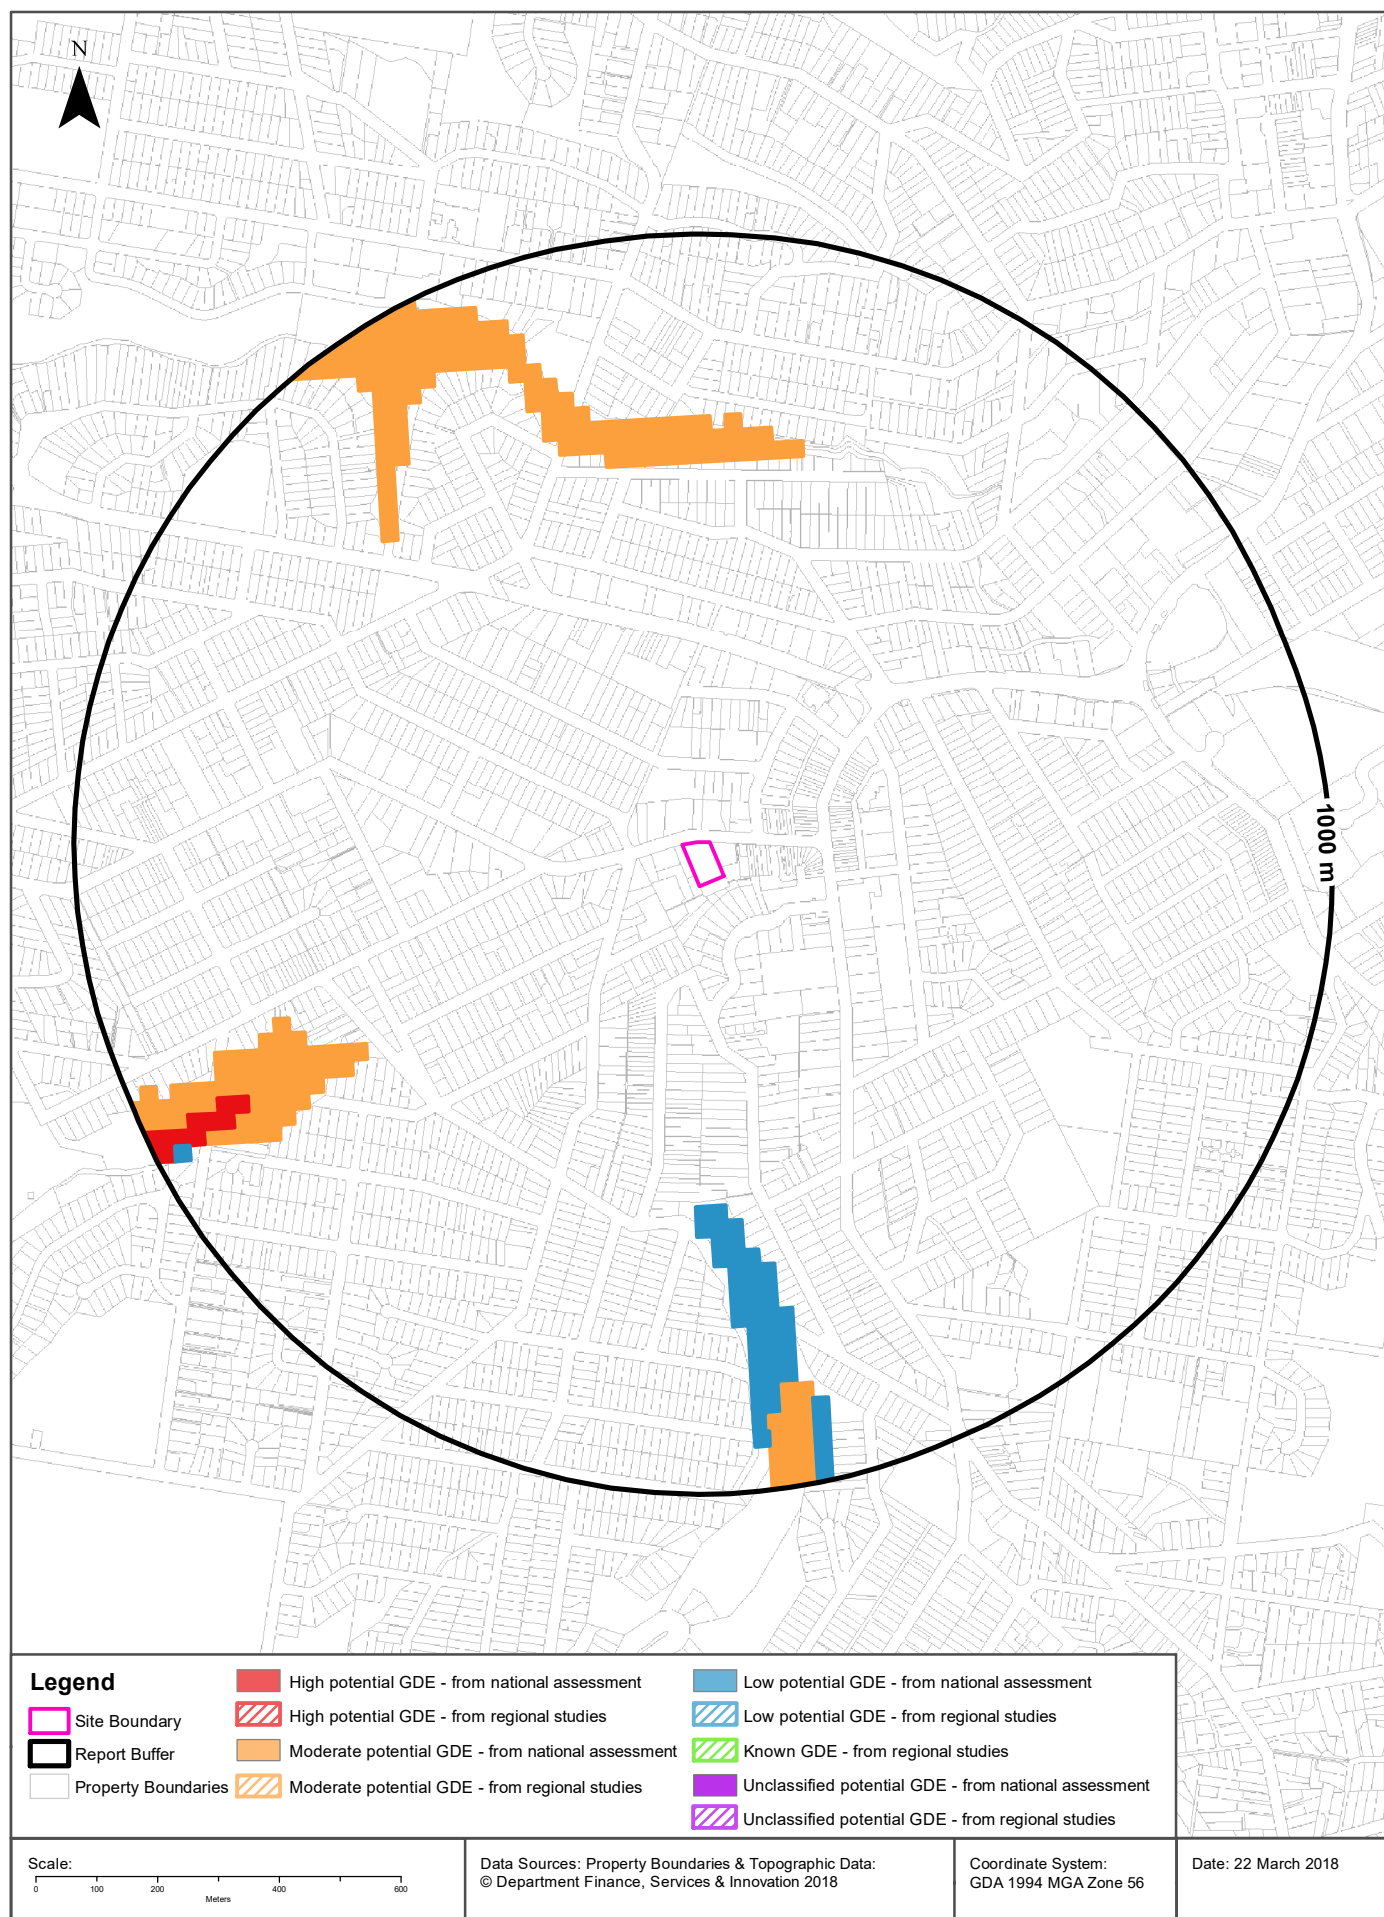 N
1000 m
Legend
Site Boundary
Report Buffer
Property Boundaries
High potential GDE - from national assessment
High potential GDE - from regional studies
Moderate potential GDE - from national assessment
Moderate potential GDE - from regional studies
Low potential GDE - from national assessment
Low potential GDE - from regional studies
Known GDE - from regional studies
Unclassified potential GDE - from national assessment
Unclassified potential GDE - from regional studies
Scale:
0 100 200 400 600
Meters
Data Sources: Property Boundaries & Topographic Data:
© Department Finance, Services & Innovation 2018
Coordinate System:
GDA 1994 MGA Zone 56
Date: 22 March 2018